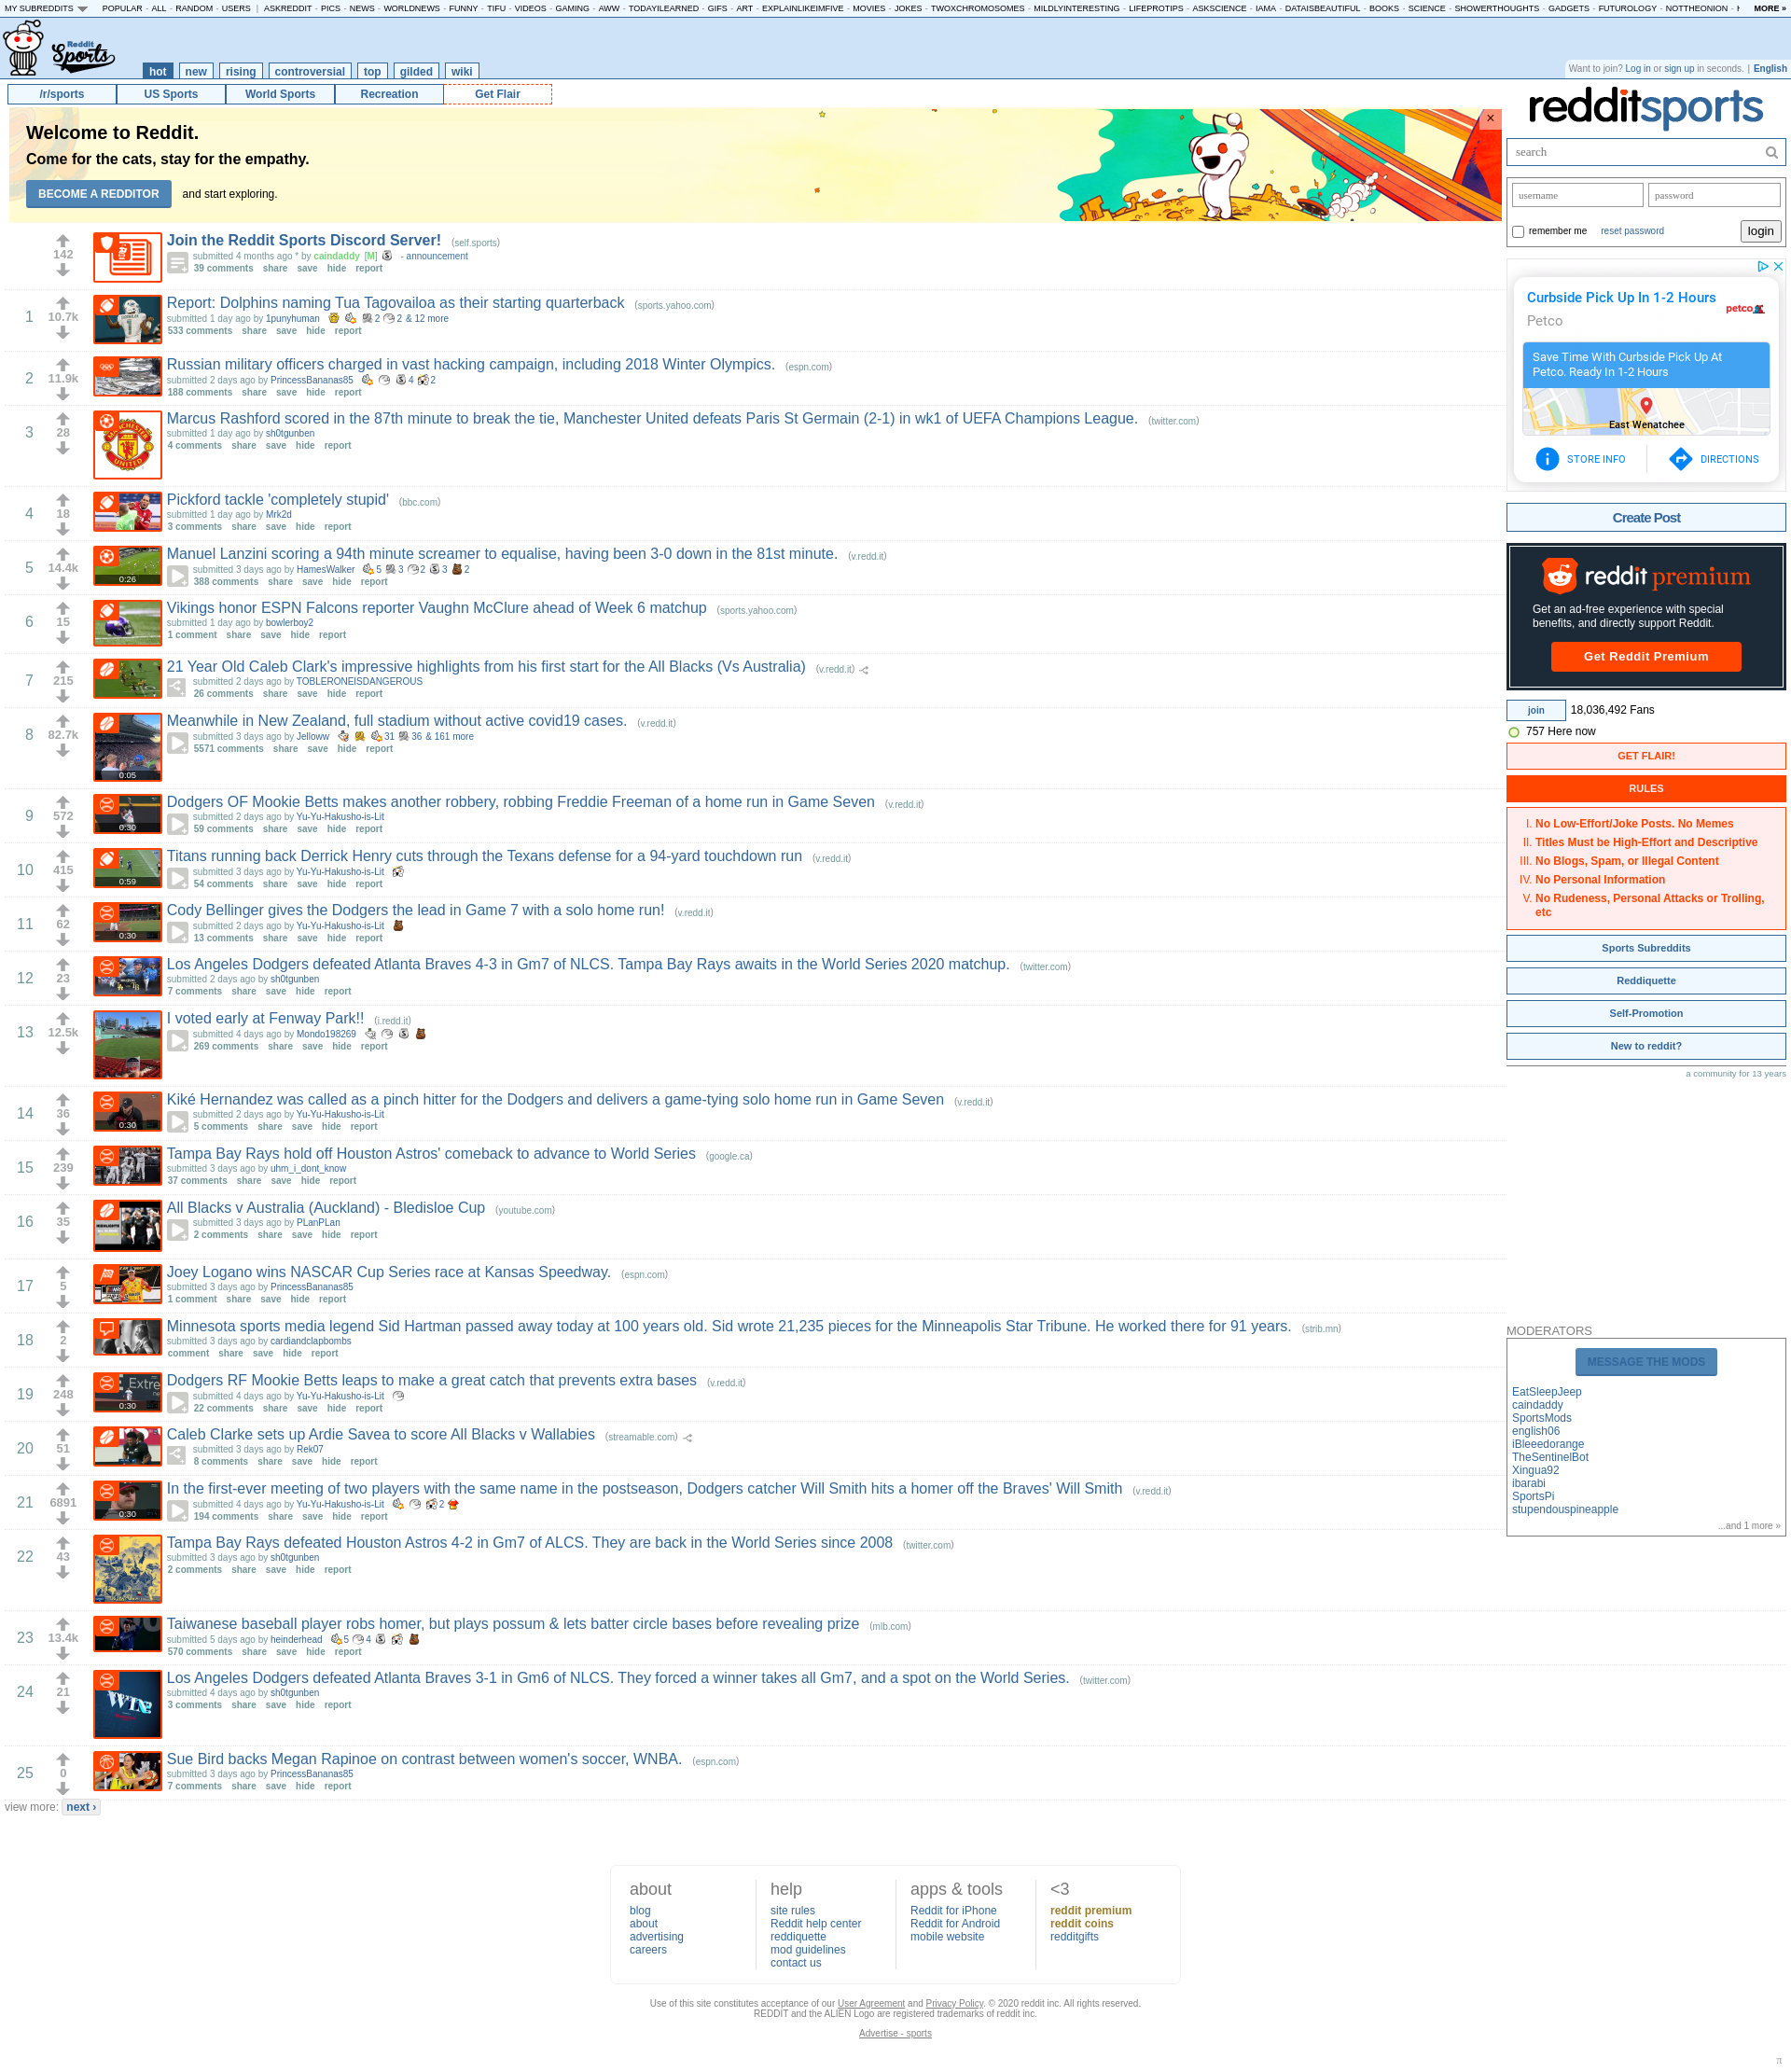 MY SUBREDDITS POPULAR - ALL - RANDOM - USERS | ASKREDDIT - PICS - NEWS - WORLDNEWS - FUNNY - TIFU - VIDEOS - GAMING - AWW - TODAYILEARNED - GIFS - ART - EXPLAINLIKEIMFIVE - MOVIES - JOKES - TWOXCHROMOSOMES - MILDLYINTERESTING - LIFEPROTIPS - ASKSCIENCE - IAMA - DATAISBEAUTIFUL - BOOKS - SCIENCE - SHOWERTHOUGHTS - GADGETS - FUTUROLOGY - NOTTHEONION - MORE »
Reddit Sports
hot new rising controversial top gilded wiki
Want to join? Log in or sign up in seconds. | English
/r/sports US Sports World Sports Recreation Get Flair
Welcome to Reddit.
Come for the cats, stay for the empathy.
BECOME A REDDITOR and start exploring.
×
142
Join the Reddit Sports Discord Server! (self.sports)
submitted 4 months ago * by caindaddy [M] - announcement
39 comments share save hide report
1 10.7k
Report: Dolphins naming Tua Tagovailoa as their starting quarterback (sports.yahoo.com)
submitted 1 day ago by 1punyhuman 2 2 & 12 more
533 comments share save hide report
2 11.9k
Russian military officers charged in vast hacking campaign, including 2018 Winter Olympics. (espn.com)
submitted 2 days ago by PrincessBananas85 4 2
188 comments share save hide report
3 28
Marcus Rashford scored in the 87th minute to break the tie, Manchester United defeats Paris St Germain (2-1) in wk1 of UEFA Champions League. (twitter.com)
submitted 1 day ago by sh0tgunben
4 comments share save hide report
4 18
Pickford tackle 'completely stupid' (bbc.com)
submitted 1 day ago by Mrk2d
3 comments share save hide report
5 14.4k 0:26
Manuel Lanzini scoring a 94th minute screamer to equalise, having been 3-0 down in the 81st minute. (v.redd.it)
submitted 3 days ago by HamesWalker 5 3 2 3 2
388 comments share save hide report
6 15
Vikings honor ESPN Falcons reporter Vaughn McClure ahead of Week 6 matchup (sports.yahoo.com)
submitted 1 day ago by bowlerboy2
1 comment share save hide report
7 215
21 Year Old Caleb Clark's impressive highlights from his first start for the All Blacks (Vs Australia) (v.redd.it)
submitted 2 days ago by TOBLERONEISDANGEROUS
26 comments share save hide report
8 82.7k 0:05
Meanwhile in New Zealand, full stadium without active covid19 cases. (v.redd.it)
submitted 3 days ago by Jelloww 31 36 & 161 more
5571 comments share save hide report
9 572 0:30
Dodgers OF Mookie Betts makes another robbery, robbing Freddie Freeman of a home run in Game Seven (v.redd.it)
submitted 2 days ago by Yu-Yu-Hakusho-is-Lit
59 comments share save hide report
10 415 0:59
Titans running back Derrick Henry cuts through the Texans defense for a 94-yard touchdown run (v.redd.it)
submitted 3 days ago by Yu-Yu-Hakusho-is-Lit
54 comments share save hide report
11 62 0:30
Cody Bellinger gives the Dodgers the lead in Game 7 with a solo home run! (v.redd.it)
submitted 2 days ago by Yu-Yu-Hakusho-is-Lit
13 comments share save hide report
12 23
Los Angeles Dodgers defeated Atlanta Braves 4-3 in Gm7 of NLCS. Tampa Bay Rays awaits in the World Series 2020 matchup. (twitter.com)
submitted 2 days ago by sh0tgunben
7 comments share save hide report
13 12.5k
I voted early at Fenway Park!! (i.redd.it)
submitted 4 days ago by Mondo198269
269 comments share save hide report
14 36 0:30
Kiké Hernandez was called as a pinch hitter for the Dodgers and delivers a game-tying solo home run in Game Seven (v.redd.it)
submitted 2 days ago by Yu-Yu-Hakusho-is-Lit
5 comments share save hide report
15 239
Tampa Bay Rays hold off Houston Astros' comeback to advance to World Series (google.ca)
submitted 3 days ago by uhm_i_dont_know
37 comments share save hide report
16 35
All Blacks v Australia (Auckland) - Bledisloe Cup (youtube.com)
submitted 3 days ago by PLanPLan
2 comments share save hide report
17 5
Joey Logano wins NASCAR Cup Series race at Kansas Speedway. (espn.com)
submitted 3 days ago by PrincessBananas85
1 comment share save hide report
18 2
Minnesota sports media legend Sid Hartman passed away today at 100 years old. Sid wrote 21,235 pieces for the Minneapolis Star Tribune. He worked there for 91 years. (strib.mn)
submitted 3 days ago by cardiandclapbombs
comment share save hide report
19 248 Extre 0:30
Dodgers RF Mookie Betts leaps to make a great catch that prevents extra bases (v.redd.it)
submitted 4 days ago by Yu-Yu-Hakusho-is-Lit
22 comments share save hide report
20 51
Caleb Clarke sets up Ardie Savea to score All Blacks v Wallabies (streamable.com)
submitted 3 days ago by Rek07
8 comments share save hide report
21 6891 0:30
In the first-ever meeting of two players with the same name in the postseason, Dodgers catcher Will Smith hits a homer off the Braves' Will Smith (v.redd.it)
submitted 4 days ago by Yu-Yu-Hakusho-is-Lit 2
194 comments share save hide report
22 43
Tampa Bay Rays defeated Houston Astros 4-2 in Gm7 of ALCS. They are back in the World Series since 2008 (twitter.com)
submitted 3 days ago by sh0tgunben
2 comments share save hide report
23 13.4k
Taiwanese baseball player robs homer, but plays possum & lets batter circle bases before revealing prize (mlb.com)
submitted 5 days ago by heinderhead 5 4
570 comments share save hide report
24 21 WIN
Los Angeles Dodgers defeated Atlanta Braves 3-1 in Gm6 of NLCS. They forced a winner takes all Gm7, and a spot on the World Series. (twitter.com)
submitted 4 days ago by sh0tgunben
3 comments share save hide report
25 0
Sue Bird backs Megan Rapinoe on contrast between women's soccer, WNBA. (espn.com)
submitted 3 days ago by PrincessBananas85
7 comments share save hide report
view more: next ›
redditsports
search
username password
remember me reset password login
Curbside Pick Up In 1-2 Hours
Petco petco
Save Time With Curbside Pick Up At
Petco. Ready In 1-2 Hours
East Wenatchee
STORE INFO DIRECTIONS
Create Post
reddit premium
Get an ad-free experience with special
benefits, and directly support Reddit.
Get Reddit Premium
join 18,036,492 Fans
757 Here now
GET FLAIR!
RULES
I. No Low-Effort/Joke Posts. No Memes
II. Titles Must be High-Effort and Descriptive
III. No Blogs, Spam, or Illegal Content
IV. No Personal Information
V. No Rudeness, Personal Attacks or Trolling,
etc
Sports Subreddits
Reddiquette
Self-Promotion
New to reddit?
a community for 13 years
MODERATORS
MESSAGE THE MODS
EatSleepJeep
caindaddy
SportsMods
english06
iBleeedorange
TheSentinelBot
Xingua92
ibarabi
SportsPi
stupendouspineapple
...and 1 more »
about
blog
about
advertising
careers
help
site rules
Reddit help center
reddiquette
mod guidelines
contact us
apps & tools
Reddit for iPhone
Reddit for Android
mobile website
<3
reddit premium
reddit coins
redditgifts
Use of this site constitutes acceptance of our User Agreement and Privacy Policy. © 2020 reddit inc. All rights reserved.
REDDIT and the ALIEN Logo are registered trademarks of reddit inc.
Advertise - sports
π